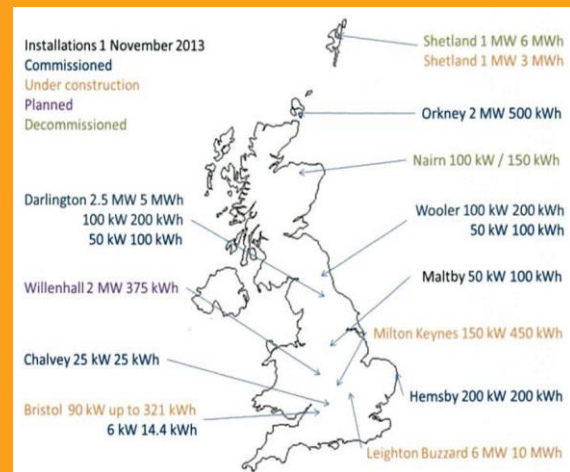 Installations 1 November 2013
Commissioned
Under construction
Planned
Decommissioned
Shetland 1 MW 6 MWh
Shetland 1 MW 3 MWh
Orkney 2 MW 500 kWh
Nairn 100 kW / 150 kWh
Darlington 2.5 MW 5 MWh
100 kW 200 kWh
50 kW 100 kWh
Wooler 100 kW 200 kWh
50 kW 100 kWh
Willenhall 2 MW 375 kWh
Maltby 50 kW 100 kWh
Milton Keynes 150 kW 450 kWh
Chalvey 25 kW 25 kWh
Hemsby 200 kW 200 kWh
Bristol 90 kW up to 321 kWh
6 kW 14.4 kWh
Leighton Buzzard 6 MW 10 MWh